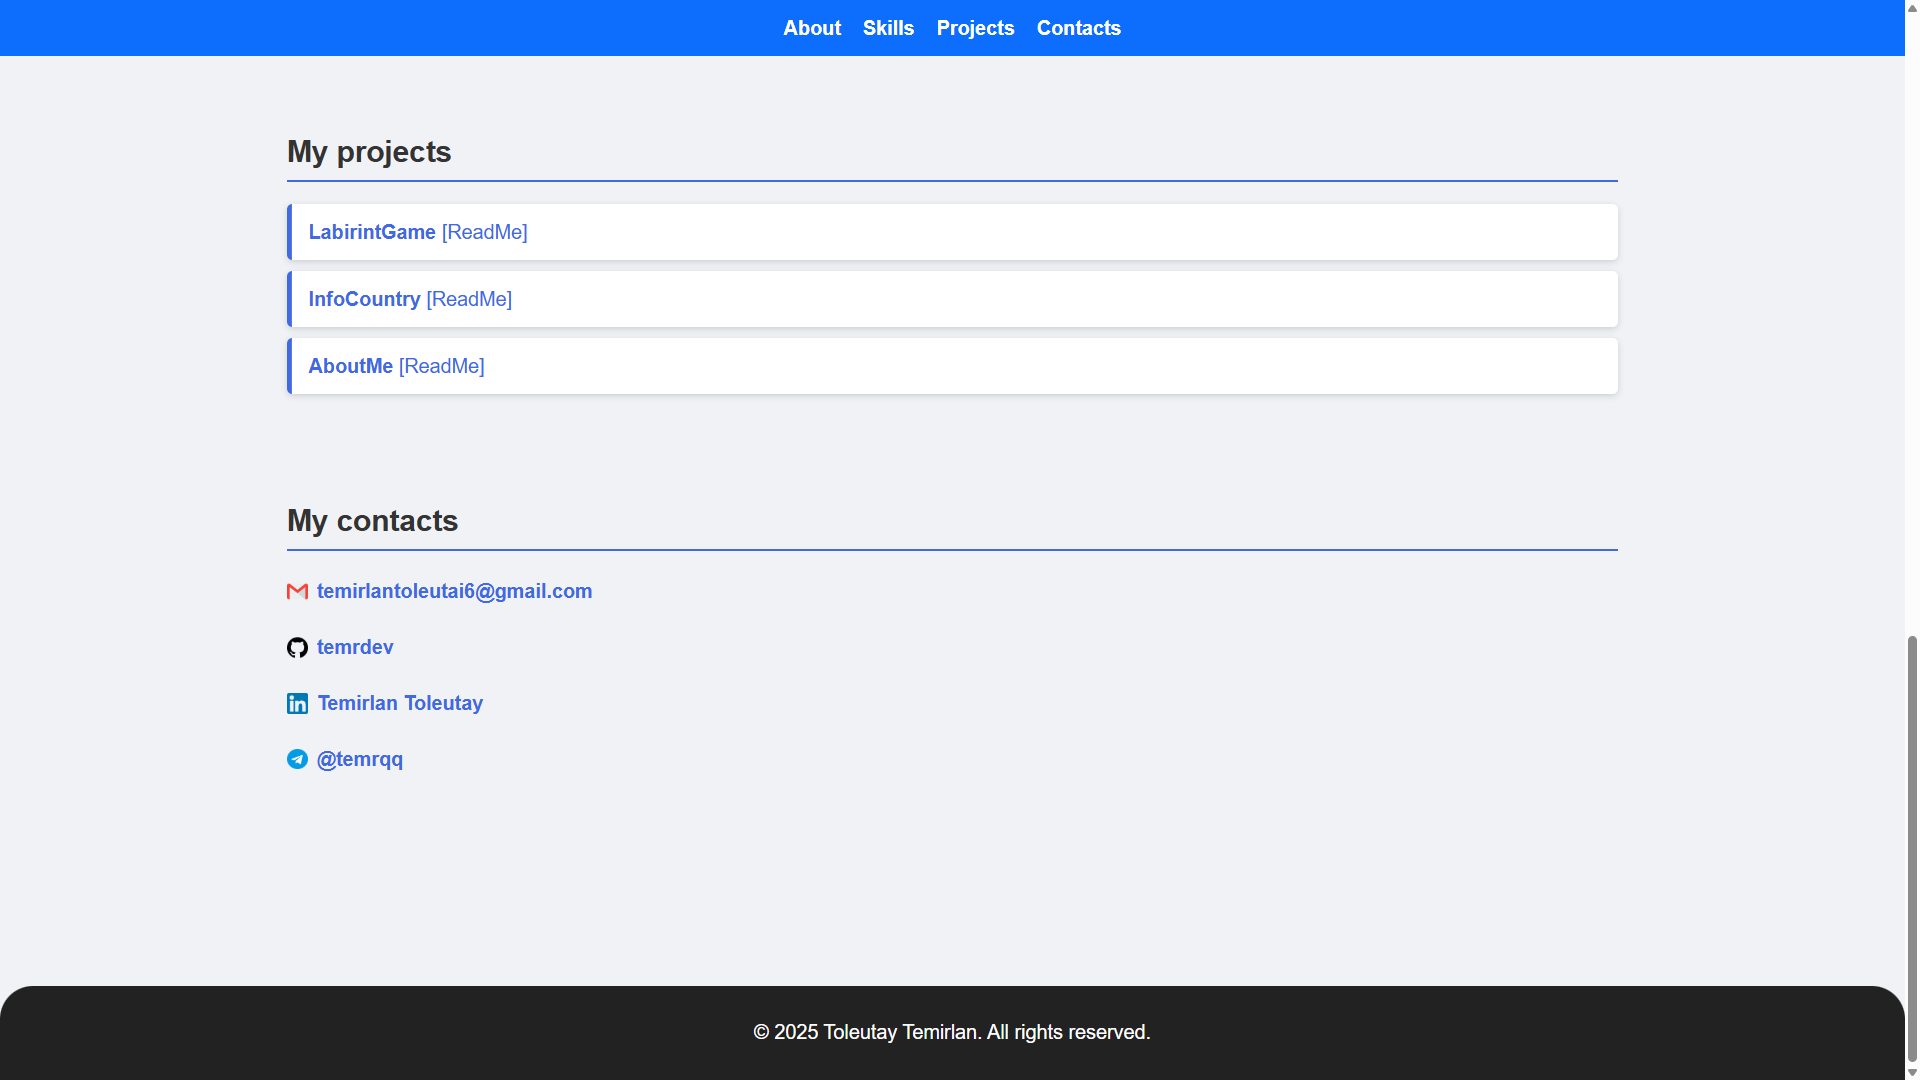 About Skills Projects Contacts
My projects
LabirintGame [ReadMe]
InfoCountry [ReadMe]
AboutMe [ReadMe]
My contacts
temirlantoleutai6@gmail.com
temrdev
in Temirlan Toleutay
@temrqq
© 2025 Toleutay Temirlan. All rights reserved.